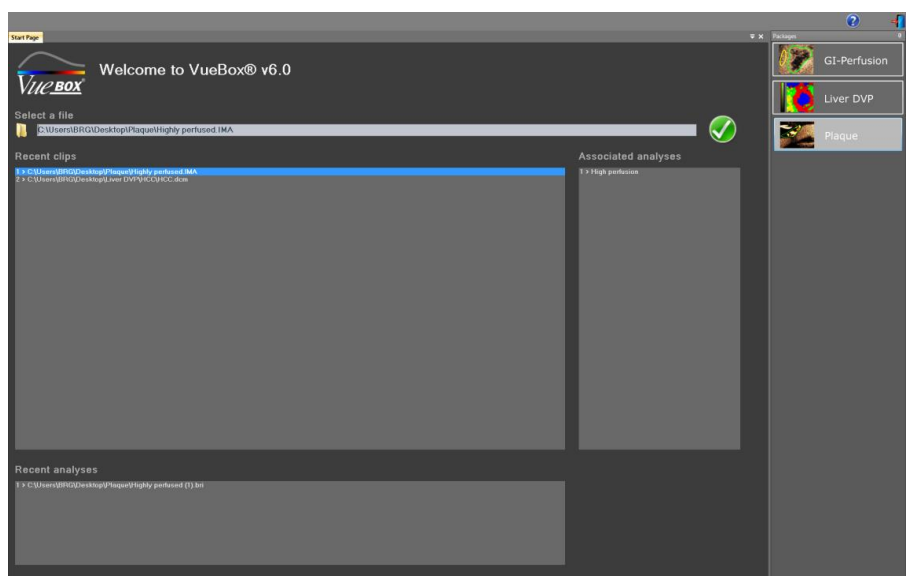 Start Page
Packages
VUEBOX
Welcome to VueBox® v6.0
GI-Perfusion
Liver DVP
Plaque
Select a file
C:\Users\BRG\Desktop\Plaque\Highly perfused.IMA
Recent clips
1 > C:\Users\BRG\Desktop\Plaque\Highly perfused.IMA
2 > C:\Users\BRG\Desktop\Liver DVP\HCC\HCC.dcm
Associated analyses
1 > High perfusion
Recent analyses
1 > C:\Users\BRG\Desktop\Plaque\Highly perfused (1).bri